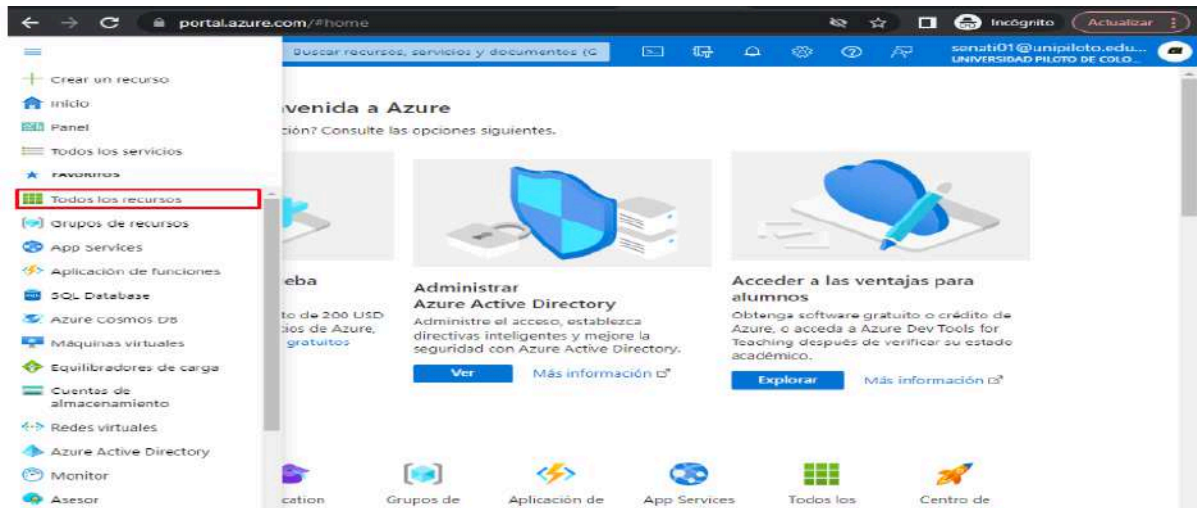 portal.azure.com/#home
Incógnito
Actualizar
Buscar recursos, servicios y documentos (G
senati01@unipiloto.edu...
UNIVERSIDAD PILOTO DE COLO...
Crear un recurso
Inicio
Panel
Todos los servicios
FAVORITOS
Todos los recursos
Grupos de recursos
App Services
Aplicación de funciones
SQL Database
Azure Cosmos DB
Máquinas virtuales
Equilibradores de carga
Cuentas de
almacenamiento
Redes virtuales
Azure Active Directory
Monitor
Asesor
venida a Azure
ción? Consulte las opciones siguientes.
eba
to de 200 USD
cios de Azure,
gratuitos
Administrar
Azure Active Directory
Administre el acceso, establezca
directivas inteligentes y mejore la
seguridad con Azure Active Directory.
Ver
Más información
Acceder a las ventajas para
alumnos
Obtenga software gratuito o crédito de
Azure, o acceda a Azure Dev Tools for
Teaching después de verificar su estado
académico.
Explorar
Más información
cation
Grupos de
Aplicación de
App Services
Todos los
Centro de